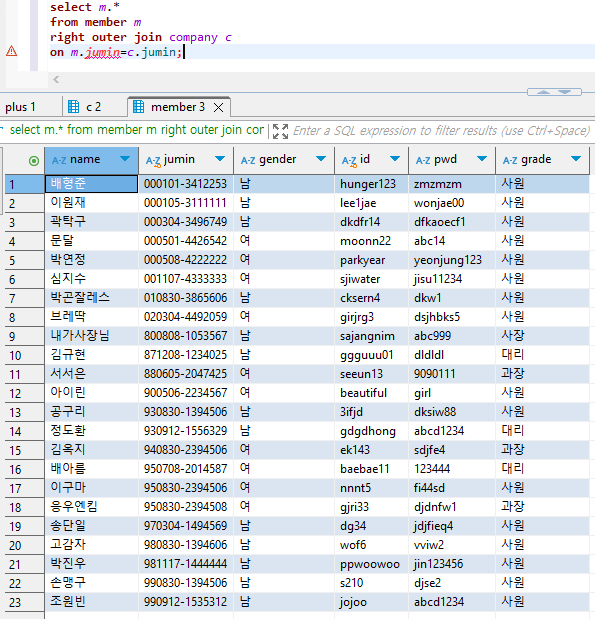 select m.*
from member m
right outer join company c
on m.jumin=c.jumin;
plus 1 c 2 member 3
select m.* from member m right outer join cor Enter a SQL expression to filter results (use Ctrl+Space)
A-Z name A-Z jumin A-Z gender A-Z id A-Z pwd A-Z grade
1 배형준 000101-3412253 남 hunger123 zmzmzm 사원
2 이원재 000105-3111111 남 lee1jae wonjae00 사원
3 곽탁구 000304-3496749 남 dkdfr14 dfkaoecf1 사원
4 문달 000501-4426542 여 moonn22 abc14 사원
5 박연정 000508-4222222 여 parkyear yeonjung123 사원
6 심지수 001107-4333333 여 sjiwater jisu11234 사원
7 박곤잘레스 010830-3865606 남 cksern4 dkw1 사원
8 브레딱 020304-4492059 여 girjrg3 dsjhbks5 사원
9 내가사장님 800808-1053567 남 sajangnim abc999 사장
10 김규현 871208-1234025 남 ggguuu01 dldldl 대리
11 서서은 880605-2047425 여 seeun13 9090111 과장
12 아이린 900506-2234567 여 beautiful girl 사원
13 공구리 930830-1394506 남 3ifjd dksiw88 사원
14 정도환 930912-1556329 남 gdgdhong abcd1234 대리
15 김옥지 940830-2394506 여 ek143 sdjfe4 과장
16 배아름 950708-2014587 여 baebae11 123444 대리
17 이구마 950830-2394506 여 nnnt5 fi44sd 사원
18 응우엔킴 950830-2394508 여 gjri33 djdnfw1 과장
19 송단일 970304-1494569 남 dg34 jdjfieq4 사원
20 고감자 980830-1394606 남 wof6 vviw2 사원
21 박진우 981117-1444444 남 ppwoowoo jin123456 사원
22 손맹구 990830-1394506 남 s210 djse2 사원
23 조원빈 990912-1535312 남 jojoo abcd1234 사원